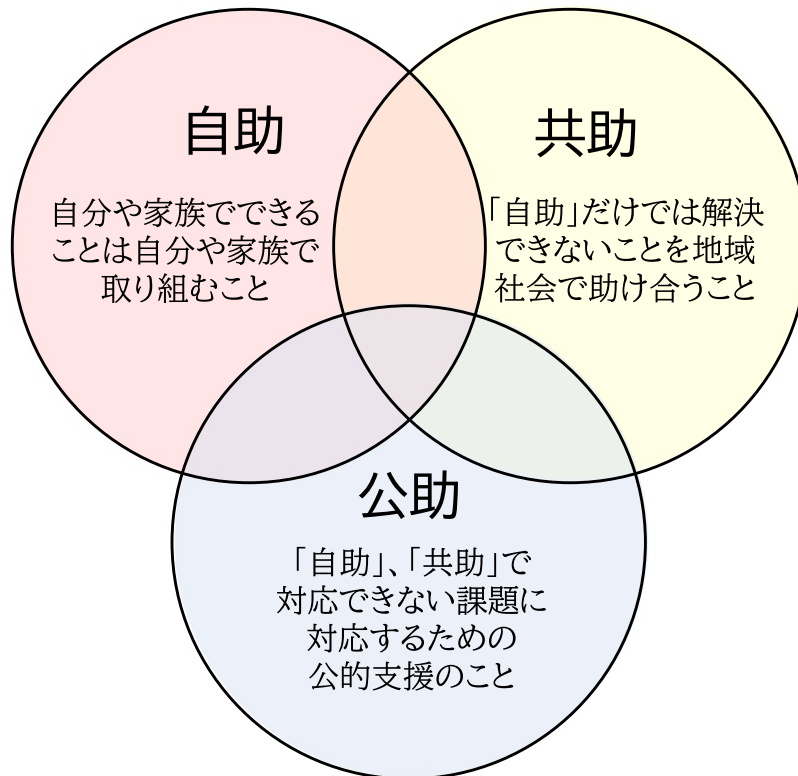 自助
自分や家族でできる
ことは自分や家族で
取り組むこと
共助
「自助」だけでは解決
できないことを地域
社会で助け合うこと
公助
「自助」、「共助」で
対応できない課題に
対応するための
公的支援のこと